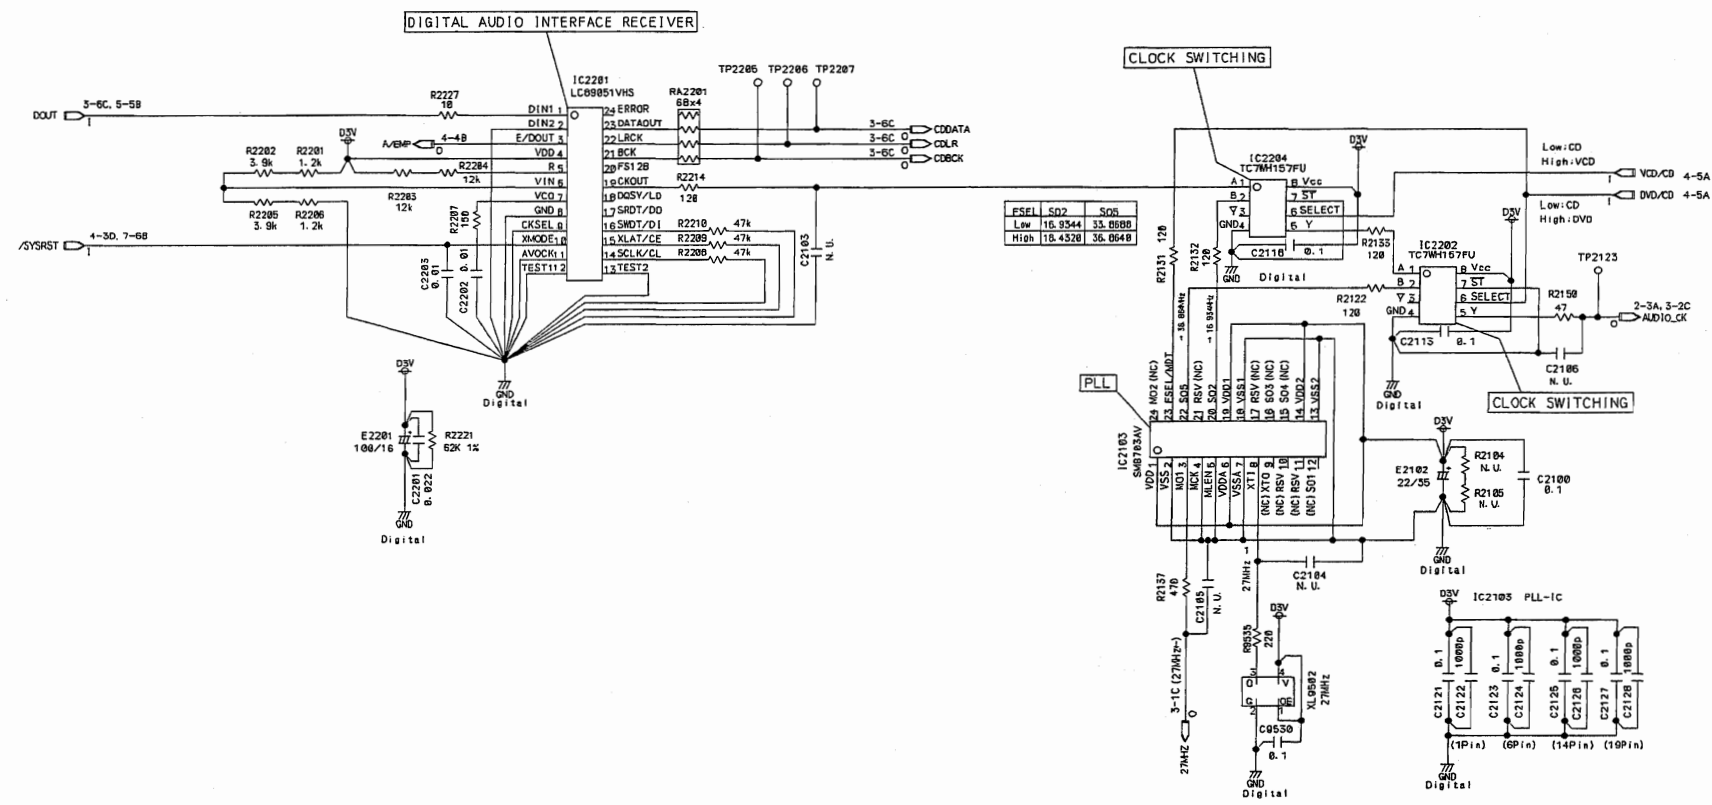 DIGITAL AUDIO INTERFACE RECEIVER
CLOCK SWITCHING
IC2201
LC89051VHS
TP2205 TP2206 TP2207
RA2201
68x4
DOUT
3-6C, 5-5B
1
R2227
10
DIN1 1
DIN2 2
E/DOUT 3
VDD 4
R 5
VIN 6
VCO 7
GND 8
CKSEL 9
XMODE 10
AVOCK 11
TEST1 12
24 ERROR
23 DATAOUT
22 LRCK
21 BCK
20 FS128
19 CKOUT
18 DQSY/LD
17 SRDT/DO
16 SWDT/DI
15 XLAT/CE
14 SCLK/CL
13 TEST2
3-6C
O
CDDATA
3-6C
O
CDLR
3-6C
O
CDBCK
A/EMP
4-4B
O
D3V
R2202
3.9k
R2201
1.2k
R2204
12k
R2203
12k
R2205
3.9k
R2206
1.2k
R2207
150
R2214
120
R2210 47k
R2209 47k
R2208 47k
C2103
N.U.
/SYSRST
4-3D, 7-6B
1
C2203
0.01
C2202 0.01
GND
Digital
D3V
E2201
100/16
R2221
62K 1%
C2201
0.022
GND
Digital
FSEL SO2 SO5
Low 16.9344 33.8688
High 18.4320 36.8640
IC2204
TC7WH157FU
A 1
B 2
Y 3
GND 4
8 Vcc
7 ST
6 SELECT
5 Y
D3V
C2116 0.1
GND
Digital
Low:CD
High:VCD
VCD/CD 4-5A
1
DVD/CD 4-5A
1
Low:CD
High:DVD
D3V
R2133
120
IC2202
TC7WH157FU
A 1
B 2
Y 3
GND 4
8 Vcc
7 ST
6 SELECT
5 Y
TP2123
R2150
47
2-3A, 3-2C
O
AUDIO_CK
R2122
120
C2113 0.1
C2106
N.U.
GND
Digital
CLOCK SWITCHING
R2131 120
R2132
120
PLL
IC2103
SM8703AV
24 MO2(NC)
23 FSEL/MDT
22 SO5
21 RSV(NC)
20 SO2
19 VDD1
18 VSS1
17 RSV(NC)
16 SO3(NC)
15 SO4(NC)
14 VDD2
13 VSS2
VDD 1
VSS 2
MO1 3
MCK 4
MLEN 5
VDDA 6
VSSA 7
XTI 8
(NC)XTO 9
(NC)RSV 10
(NC)RSV 11
(NC)SO1 12
D3V
E2102
22/35
R2104
N.U.
R2105
N.U.
C2100
0.1
GND
Digital
R2137
470
C2105
N.U.
1
27MHz
C2104
N.U.
3-1C(27MHz-)
O
27MHZ
R9535
220
D3V
3 4
O V
G OE
2 1
XL9502
27MHz
C9530
0.1
GND
Digital
D3V
IC2103 PLL-IC
C2121 0.1
C2122 1000p
C2123 0.1
C2124 1000p
C2125 0.1
C2126 1000p
C2127 0.1
C2128 1000p
(1Pin) (6Pin) (14Pin) (19Pin)
GND
Digital